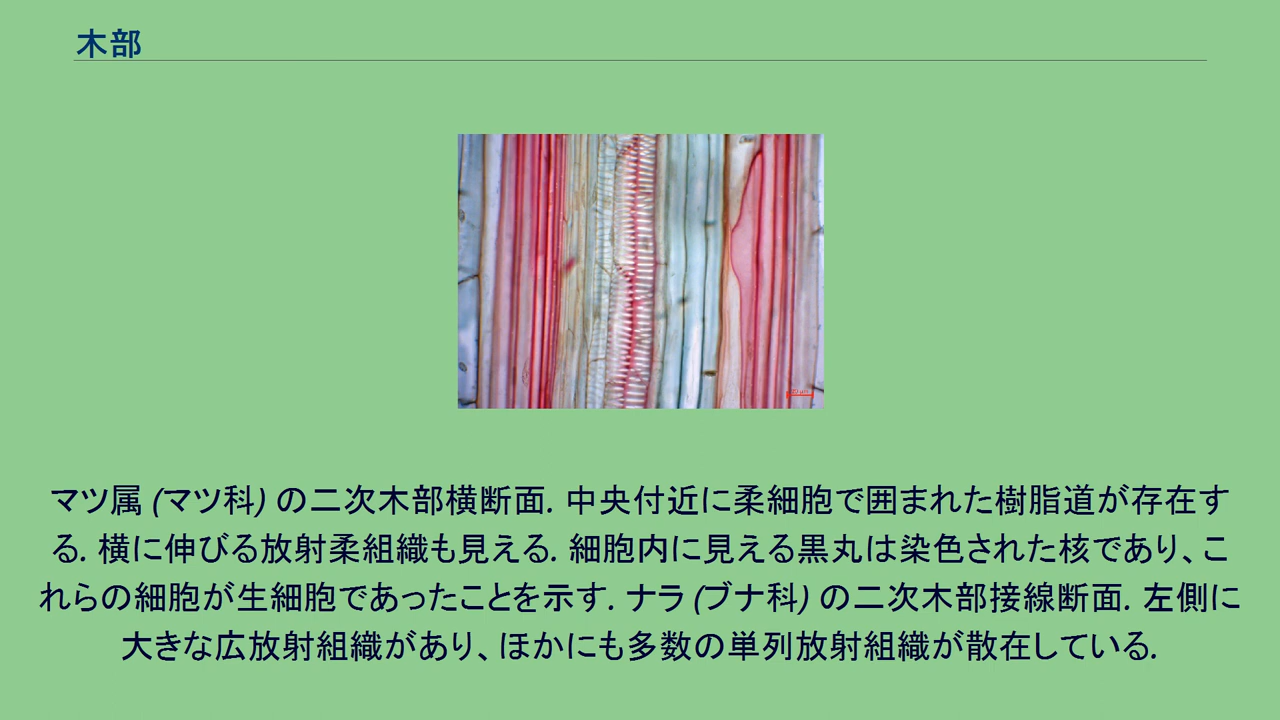 木部
マツ属 (マツ科) の二次木部横断面. 中央付近に柔細胞で囲まれた樹脂道が存在す
る. 横に伸びる放射柔組織も見える. 細胞内に見える黒丸は染色された核であり、こ
れらの細胞が生細胞であったことを示す. ナラ (ブナ科) の二次木部接線断面. 左側に
大きな広放射組織があり、ほかにも多数の単列放射組織が散在している.